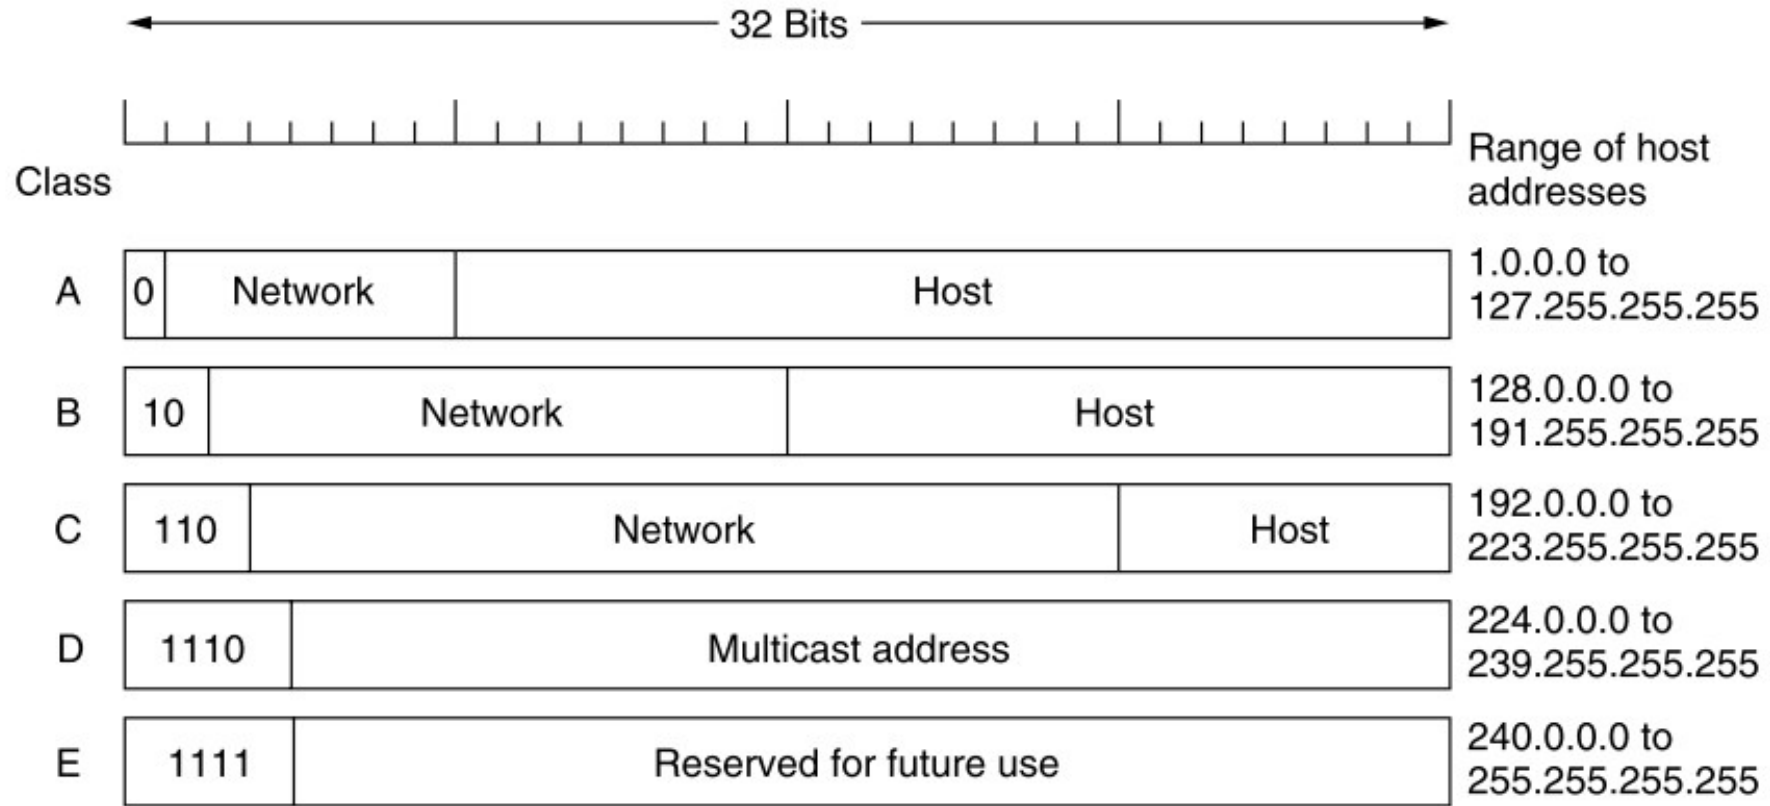 32 Bits
Range of host
addresses
Class
A
0
Network
Host
1.0.0.0 to
127.255.255.255
B
10
Network
Host
128.0.0.0 to
191.255.255.255
C
110
Network
Host
192.0.0.0 to
223.255.255.255
D
1110
Multicast address
224.0.0.0 to
239.255.255.255
E
1111
Reserved for future use
240.0.0.0 to
255.255.255.255